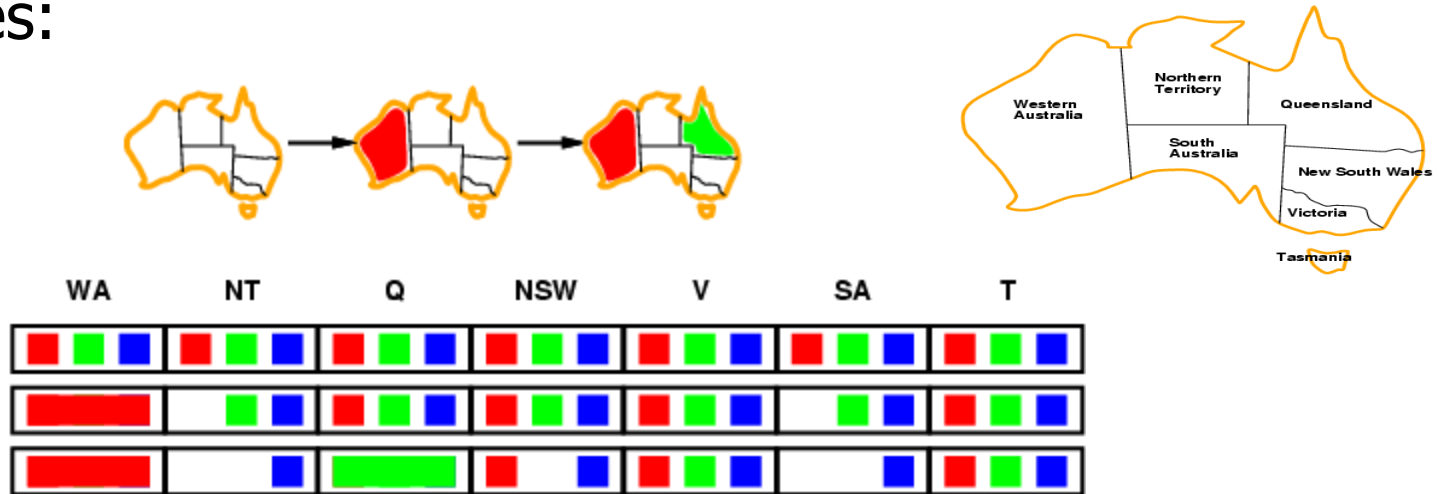 es:
Northern
Territory
Western
Australia
Queensland
South
Australia
New South Wales
Victoria
Tasmania
WA NT Q NSW V SA T